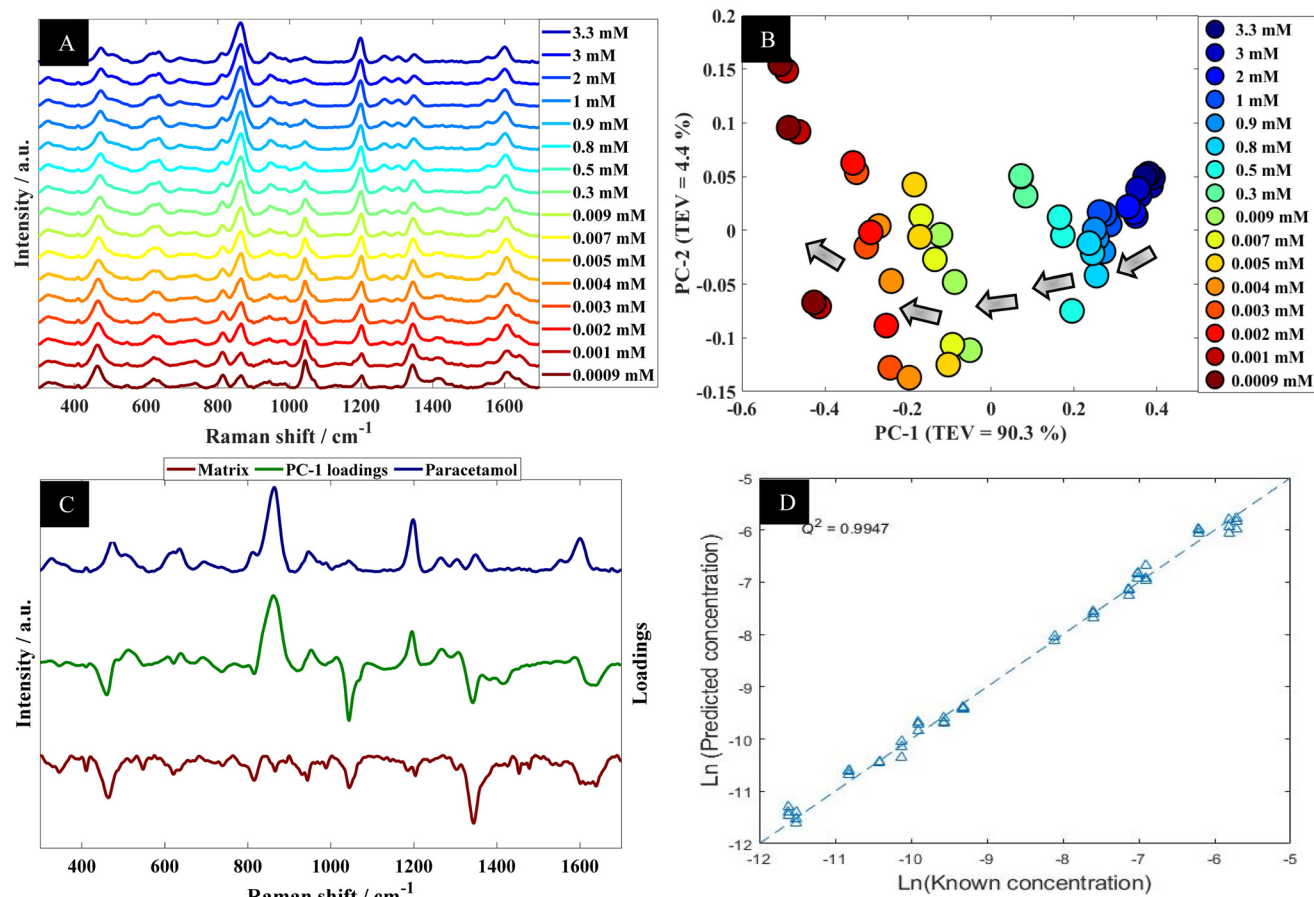 A
3.3 mM
3 mM
2 mM
1 mM
0.9 mM
0.8 mM
0.5 mM
0.3 mM
0.009 mM
0.007 mM
0.005 mM
0.004 mM
0.003 mM
0.002 mM
0.001 mM
0.0009 mM
Intensity / a.u.
400 600 800 1000 1200 1400 1600
Raman shift / cm-1
B
0.2
0.15
0.1
0.05
0
-0.05
-0.1
-0.15
PC-2 (TEV = 4.4 %)
-0.6 -0.4 -0.2 0 0.2 0.4
PC-1 (TEV = 90.3 %)
3.3 mM
3 mM
2 mM
1 mM
0.9 mM
0.8 mM
0.5 mM
0.3 mM
0.009 mM
0.007 mM
0.005 mM
0.004 mM
0.003 mM
0.002 mM
0.001 mM
0.0009 mM
Matrix PC-1 loadings Paracetamol
C
Intensity / a.u.
Loadings
400 600 800 1000 1200 1400 1600
Raman shift / cm-1
D
Q2 = 0.9947
-5
-6
-7
-8
-9
-10
-11
-12
Ln (Predicted concentration)
-12 -11 -10 -9 -8 -7 -6 -5
Ln(Known concentration)